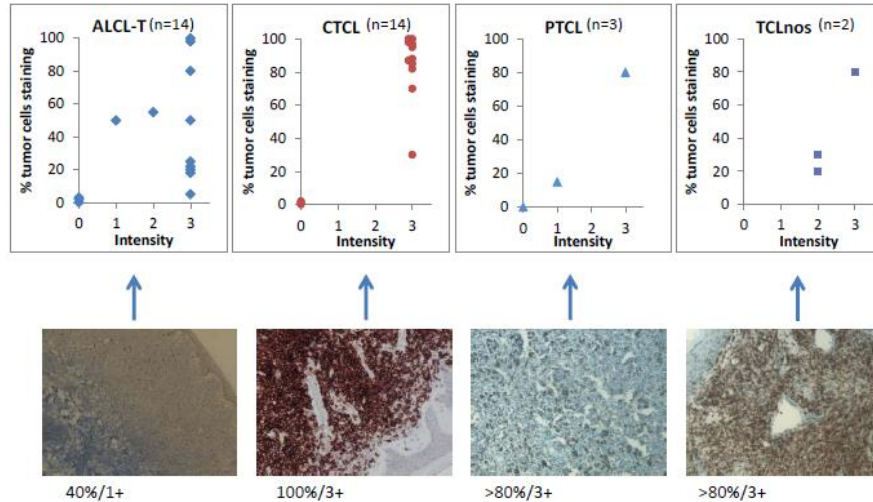 ALCL-T (n=14)
% tumor cells staining
100
80
60
40
20
0
0 1 2 3
Intensity
CTCL (n=14)
% tumor cells staining
100
80
60
40
20
0
0 1 2 3
Intensity
PTCL (n=3)
% tumor cells staining
100
80
60
40
20
0
0 1 2 3
Intensity
TCLnos (n=2)
% tumor cells staining
100
80
60
40
20
0
0 1 2 3
Intensity
40%/1+
100%/3+
>80%/3+
>80%/3+